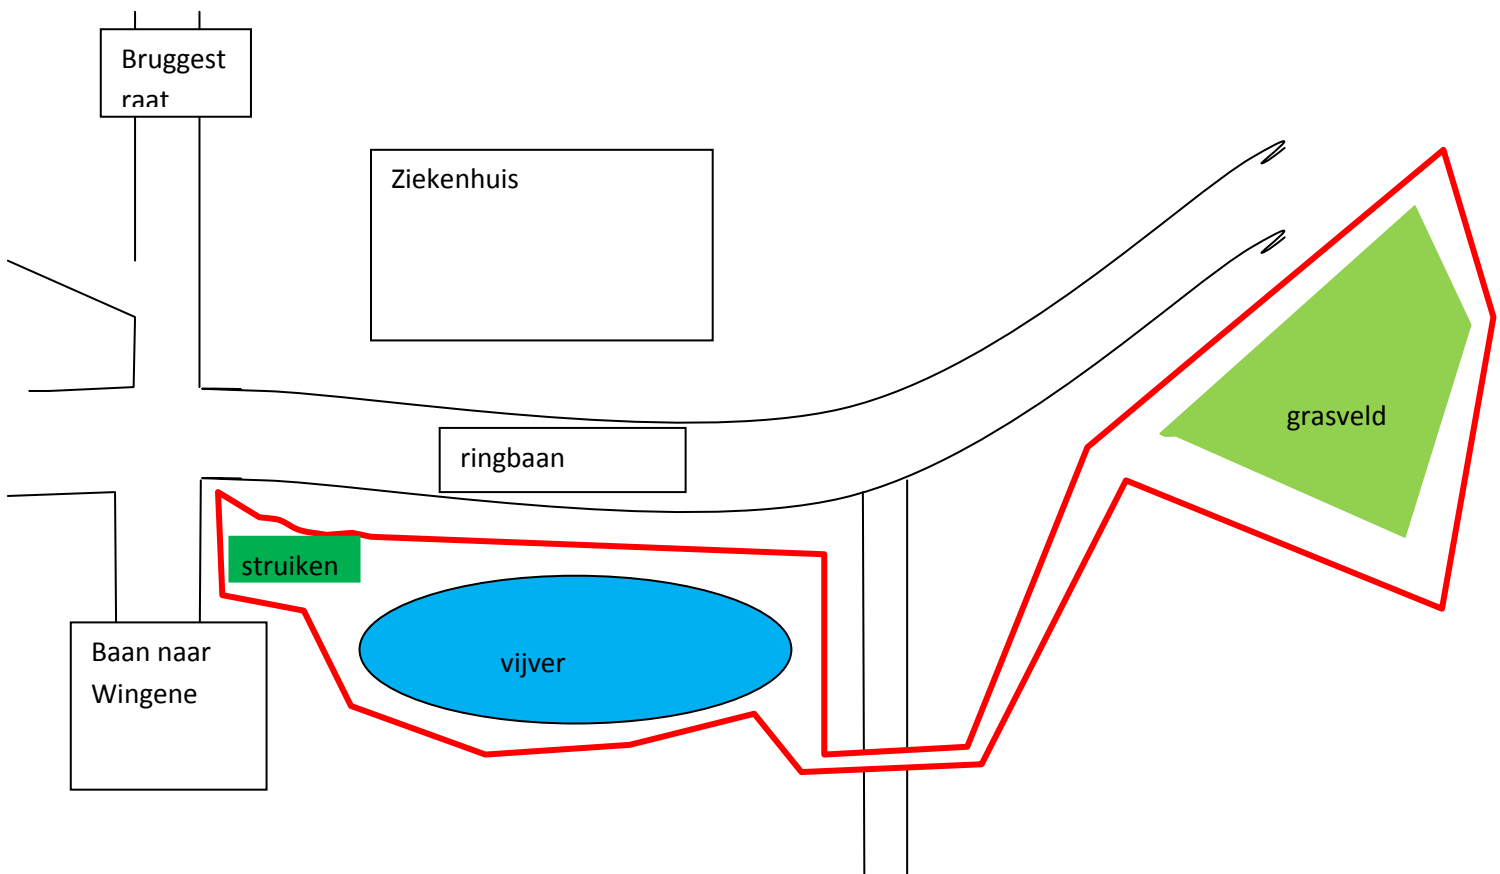 Bruggest
raat
Ziekenhuis
grasveld
ringbaan
struiken
Baan naar
Wingene
vijver